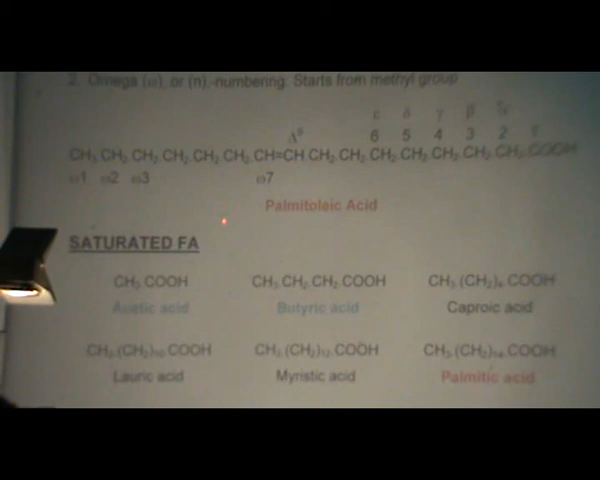 2. Omega (ω), or (n),-numbering. Starts from methyl group
ε δ γ β α
Δ⁹ 6 5 4 3 2
CH₃.CH₂.CH₂.CH₂.CH₂.CH₂.CH=CH.CH₂.CH₂.CH₂.CH₂.CH₂.CH₂.CH₂.COOH
ω1 ω2 ω3 ω7
Palmitoleic Acid
SATURATED FA
CH₃.COOH CH₃.CH₂.CH₂.COOH CH₃.(CH₂)₄.COOH
Acetic acid Butyric acid Caproic acid
CH₃.(CH₂)₁₀.COOH CH₃.(CH₂)₁₂.COOH CH₃.(CH₂)₁₄.COOH
Lauric acid Myristic acid Palmitic acid